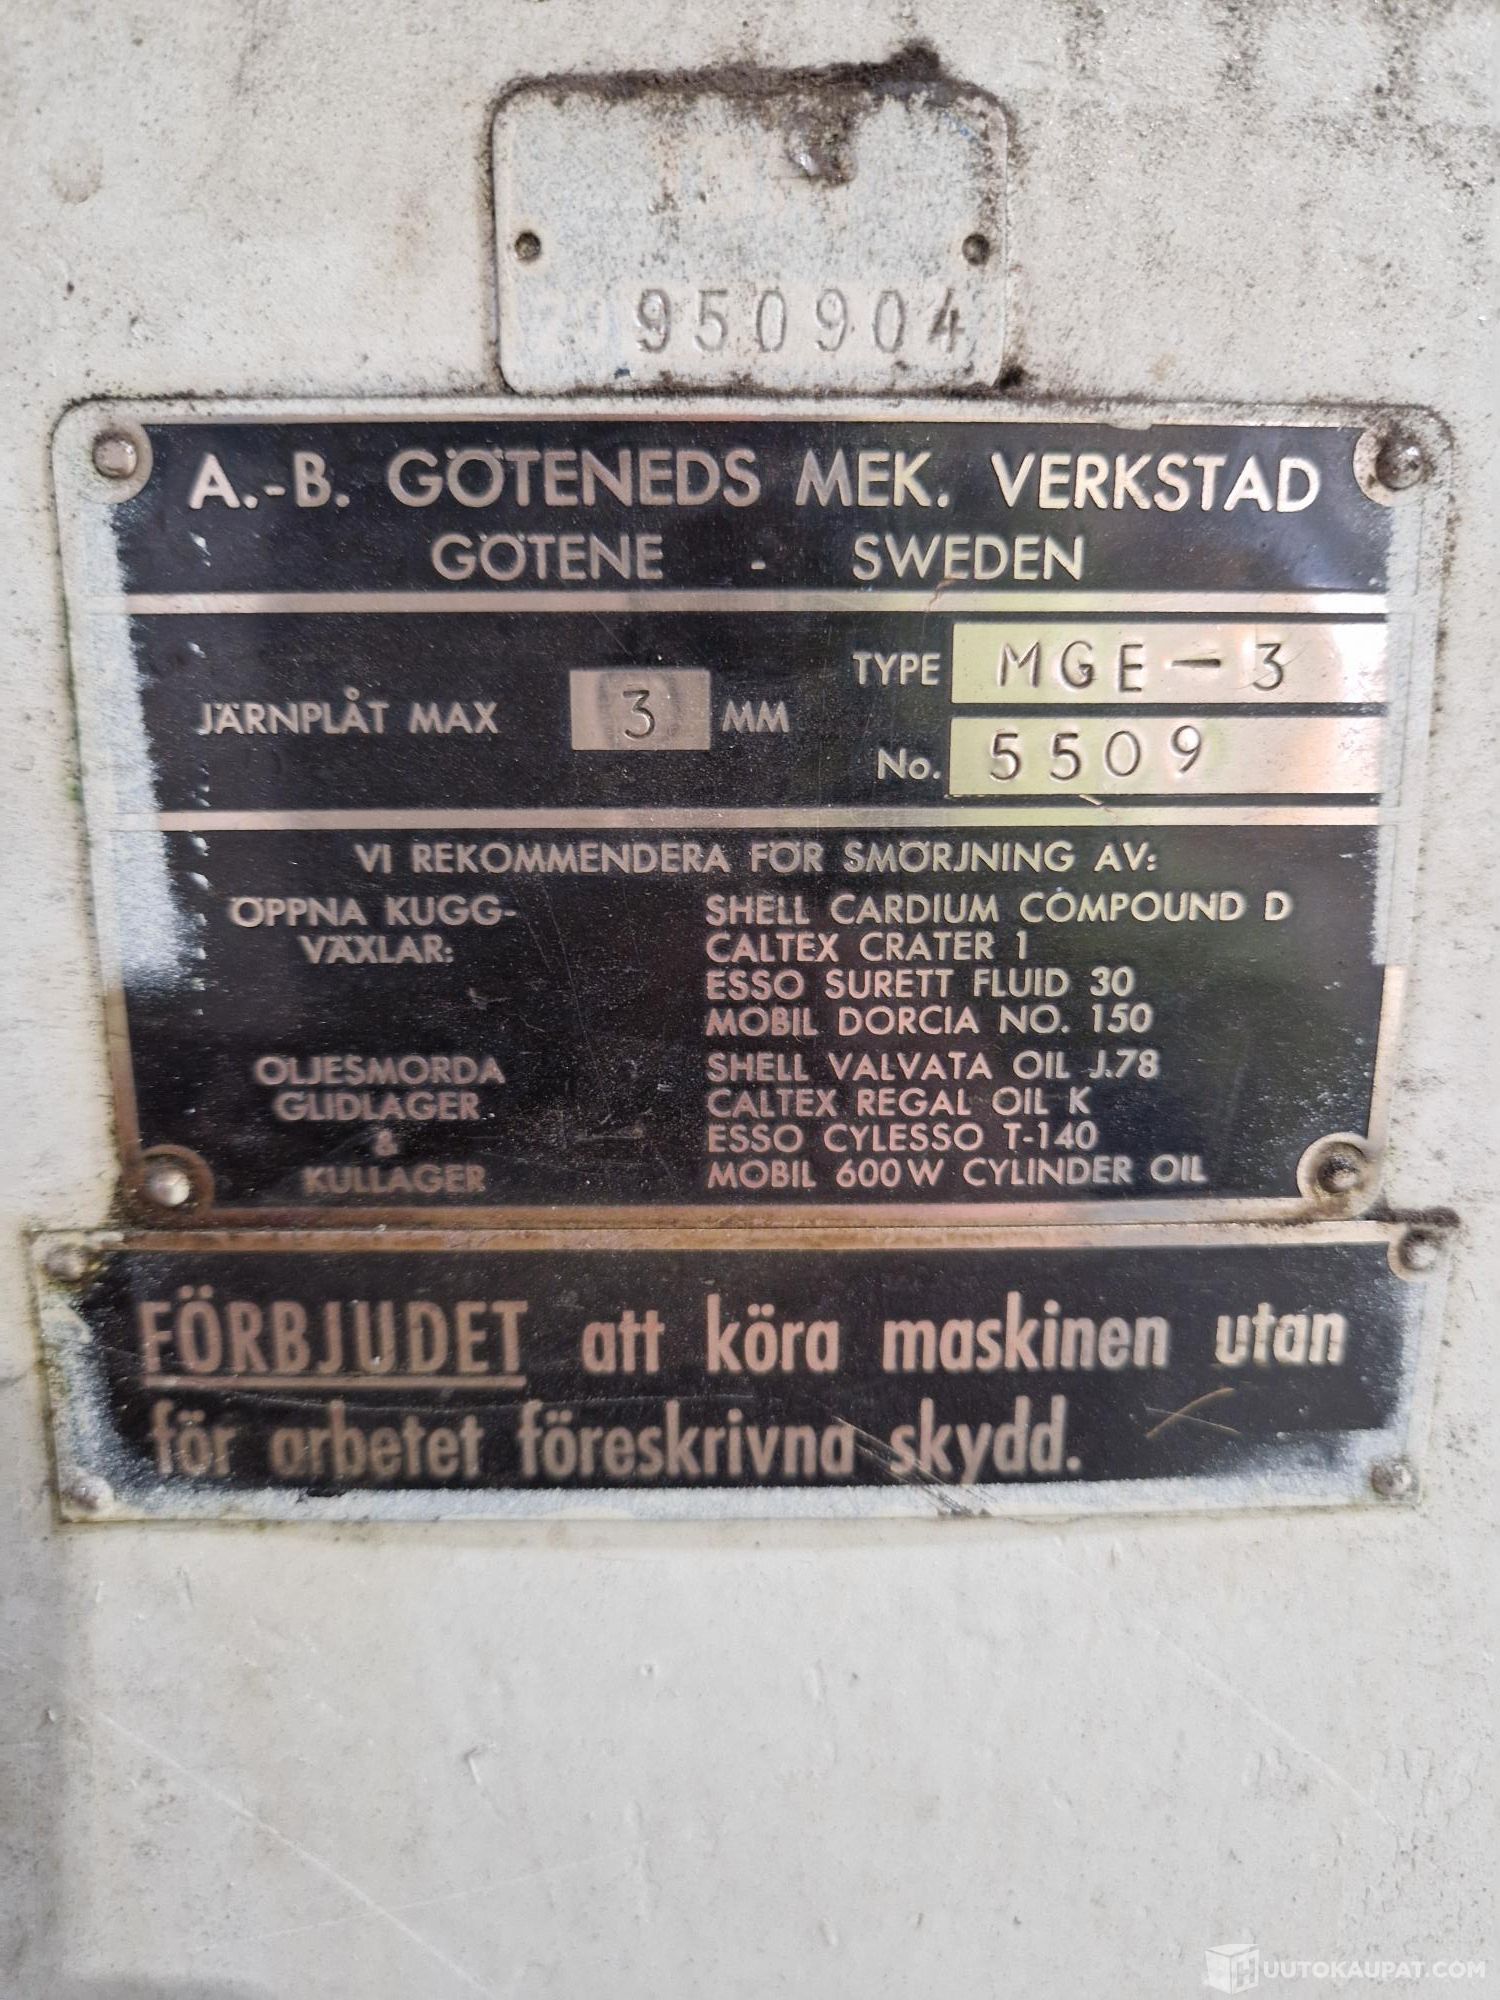 950904
A.-B. GÖTENEDS MEK. VERKSTAD
GÖTENE - SWEDEN
JÄRNPLÅT MAX 3 MM
TYPE MGE-3
No. 5509
VI REKOMMENDERA FÖR SMÖRJNING AV:
ÖPPNA KUGG-
VÄXLAR:
SHELL CARDIUM COMPOUND D
CALTEX CRATER 1
ESSO SURETT FLUID 30
MOBIL DORCIA NO. 150
OLJESMORDA
GLIDLAGER
&
KULLAGER
SHELL VALVATA OIL J.78
CALTEX REGAL OIL K
ESSO CYLESSO T-140
MOBIL 600 W CYLINDER OIL
FÖRBJUDET att köra maskinen utan
för arbetet föreskrivna skydd.
HUUTOKAUPAT.COM